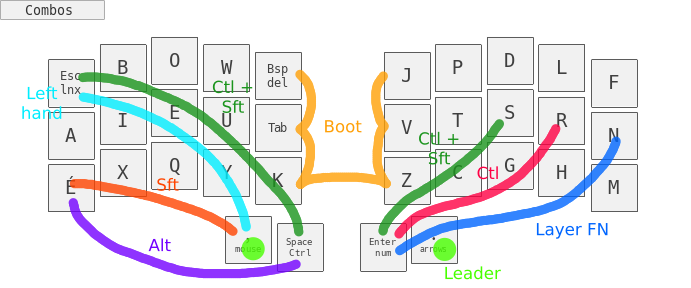 Combos
B O W J P D L
Esc lnx Bsp del F
Left hand Ctl + Sft
I E U Tab Boot V T S R
A Ctl + Sft N
X Q Y K Z C G H
É Sft Ctl M
Alt mouse Space Ctrl Enter num arrows Layer FN
Leader